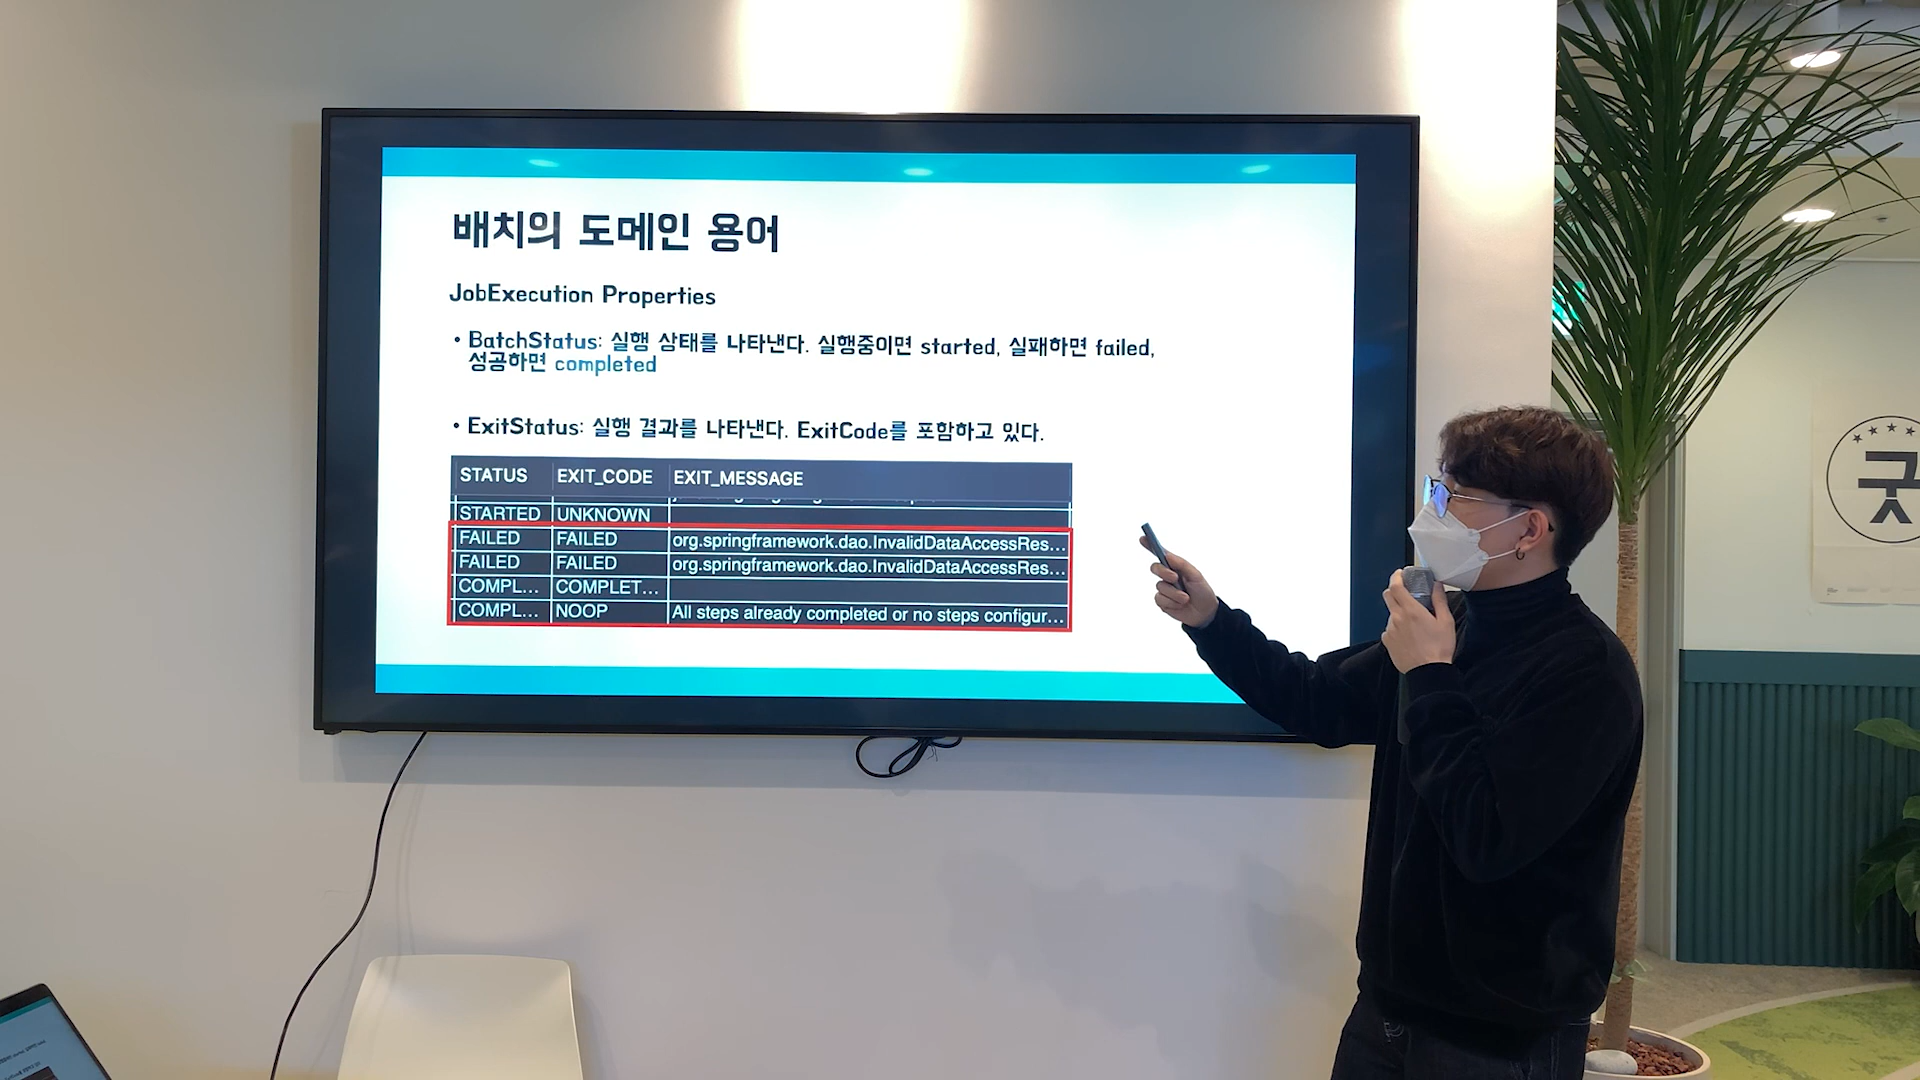 배치의 도메인 용어
JobExecution Properties
• BatchStatus: 실행 상태를 나타낸다. 실행중이면 started, 실패하면 failed,
성공하면 completed
• ExitStatus: 실행 결과를 나타낸다. ExitCode를 포함하고 있다.
STATUS EXIT_CODE EXIT_MESSAGE
STARTED UNKNOWN
FAILED FAILED org.springframework.dao.InvalidDataAccessRes...
FAILED FAILED org.springframework.dao.InvalidDataAccessRes...
COMPL... COMPLET...
COMPL... NOOP All steps already completed or no steps configur...
굿